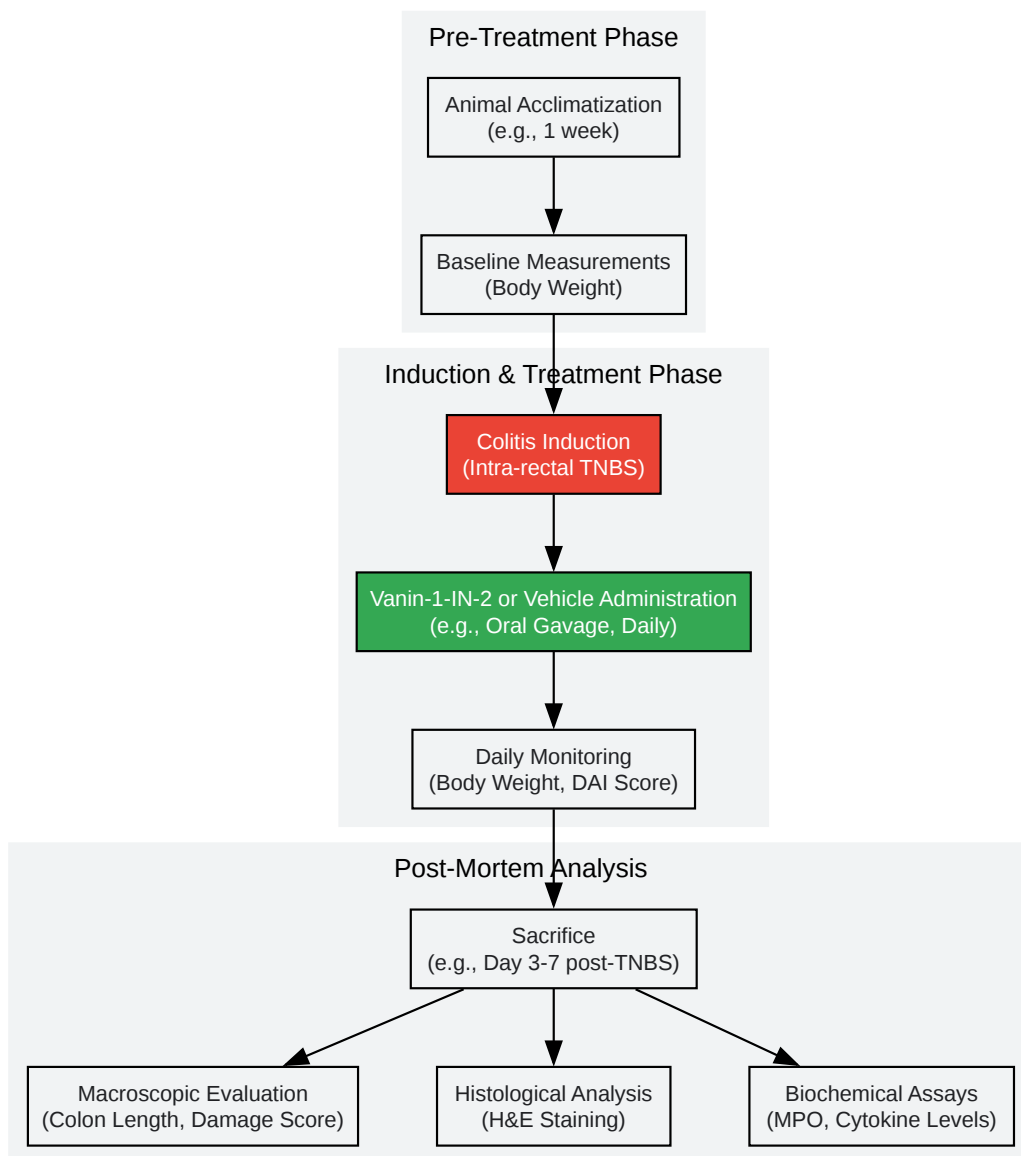 Pre-Treatment Phase
Animal Acclimatization
(e.g., 1 week)
Baseline Measurements
(Body Weight)
Induction & Treatment Phase
Colitis Induction
(Intra-rectal TNBS)
Vanin-1-IN-2 or Vehicle Administration
(e.g., Oral Gavage, Daily)
Daily Monitoring
(Body Weight, DAI Score)
Post-Mortem Analysis
Sacrifice
(e.g., Day 3-7 post-TNBS)
Macroscopic Evaluation
(Colon Length, Damage Score)
Histological Analysis
(H&E Staining)
Biochemical Assays
(MPO, Cytokine Levels)